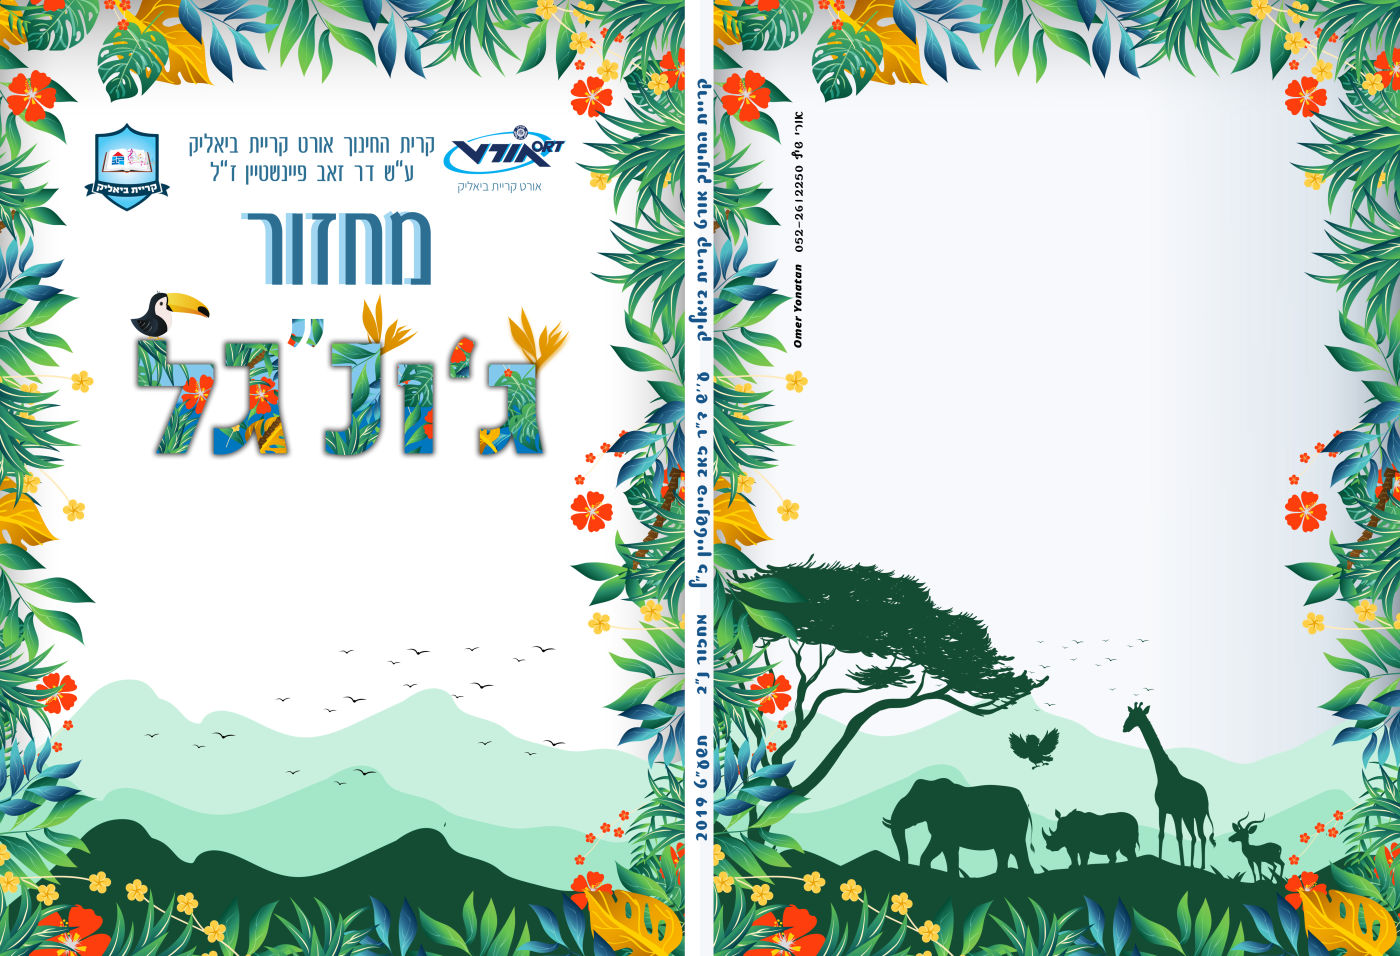 קרית החינוך אורט קריית ביאליק
ע"ש דר זאב פיינשטיין ז"ל
אורט
ORT
אורט קריית ביאליק
קריית ביאליק
מחזור
ג'ונ"גל
קריית החינוך אורט קריית ביאליק ע''ש ד"ר זאב פיינשטיין ז"ל מחזור נ"ב תשע"ט 2019
אורי שיף 052-2612250 Omer Yonatan